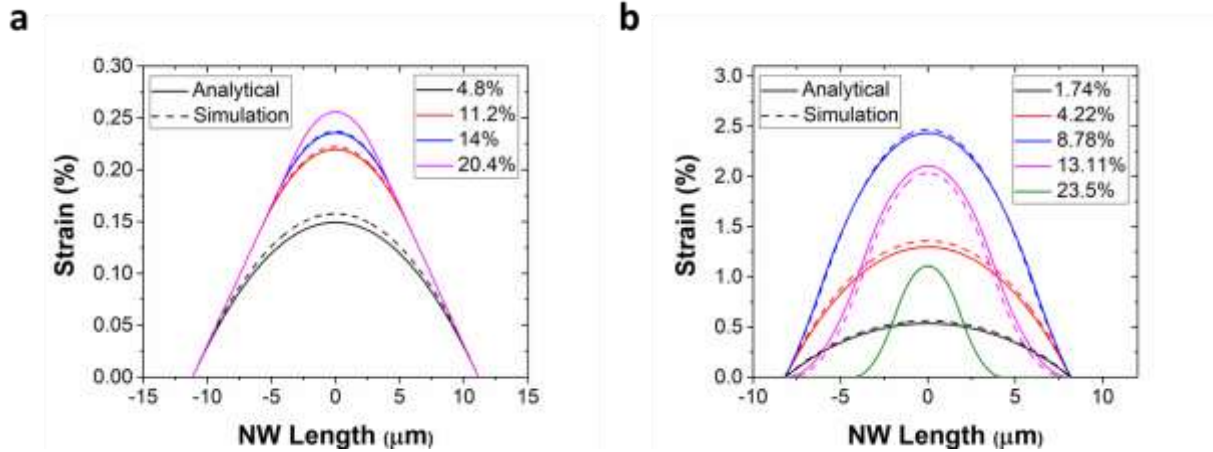 a
0.30
0.25
0.20
0.15
0.10
0.05
0.00
Strain (%)
Analytical
Simulation
4.8%
11.2%
14%
20.4%
-15 -10 -5 0 5 10 15
NW Length (μm)
b
3.0
2.5
2.0
1.5
1.0
0.5
0.0
Strain (%)
Analytical
Simulation
1.74%
4.22%
8.78%
13.11%
23.5%
-10 -5 0 5 10
NW Length (μm)